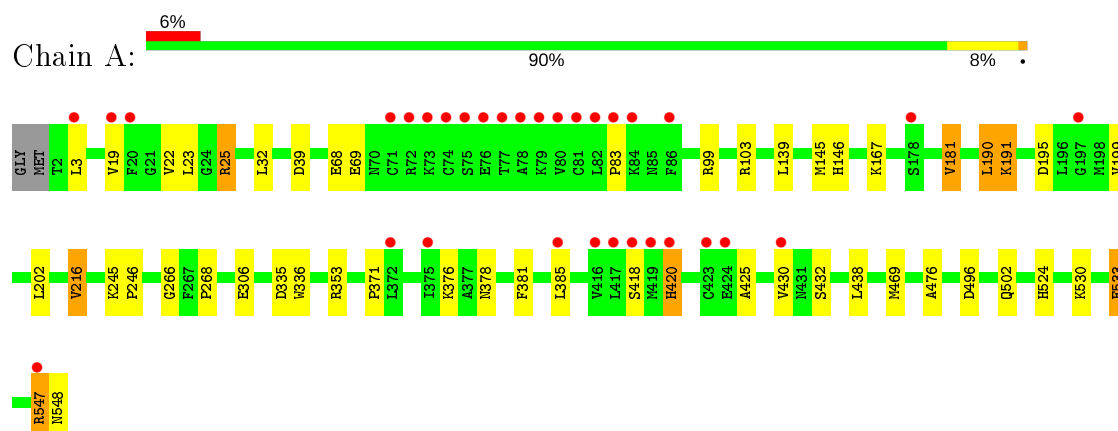 6%
Chain A:
90% 8% •
GLY MET T2 L3 V19 F20 G21 V22 L23 G24 R25 L32 D39 E68 E69 N70 C71 R72 K73 C74 S75 E76 T77 A78 K79 V80 C81 L82 P83 K84 N85 F86 R99 R103 L139 M145 H146 K167 S178 V181 L190 K191 D195 L196 G197 M198 V199
L202 V216 K245 P246 G266 F267 P268 E306 D335 W336 R353 P371 L372 I375 K376 A377 N378 F381 L385 V416 L417 S418 M419 H420 C423 E424 A425 V430 N431 S432 L438 M469 A476 D496 Q502 H524 K530
R547 N548